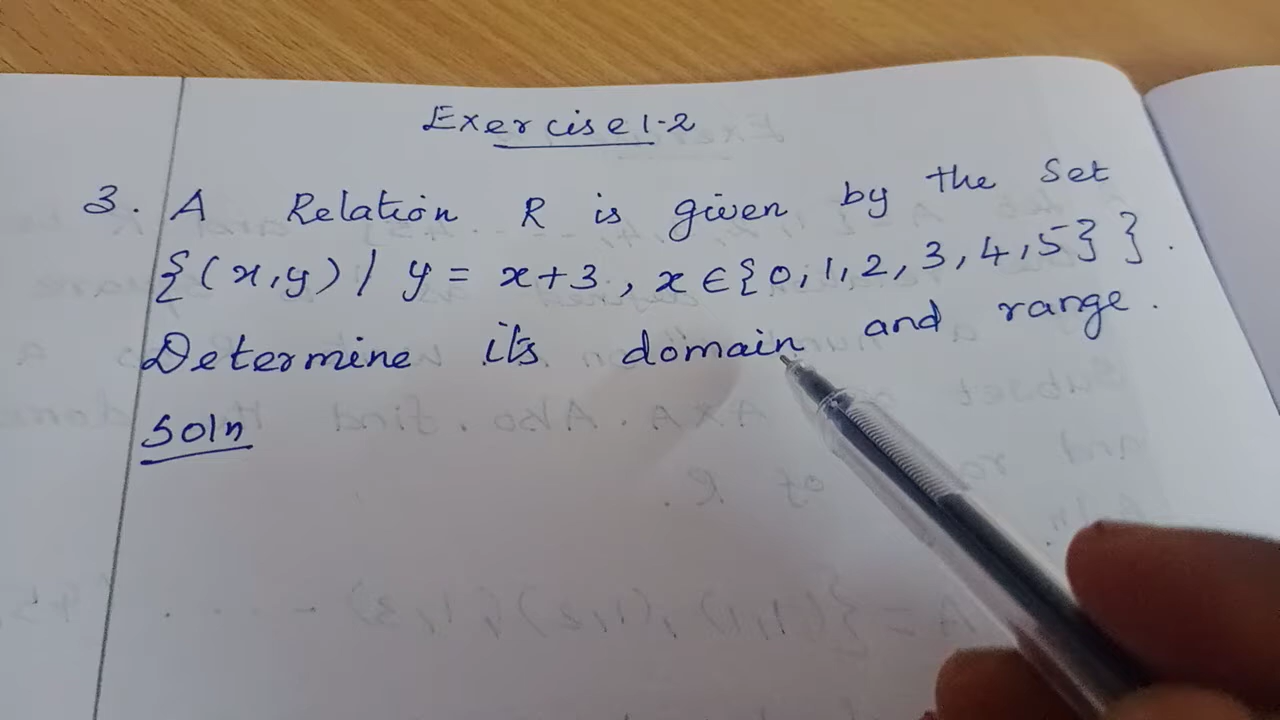 Exercise 1-2
3. A Relation R is given by the Set
{(x,y) / y = x+3, x ∈ {0,1,2,3,4,5}}.
Determine its domain and range.
Soln